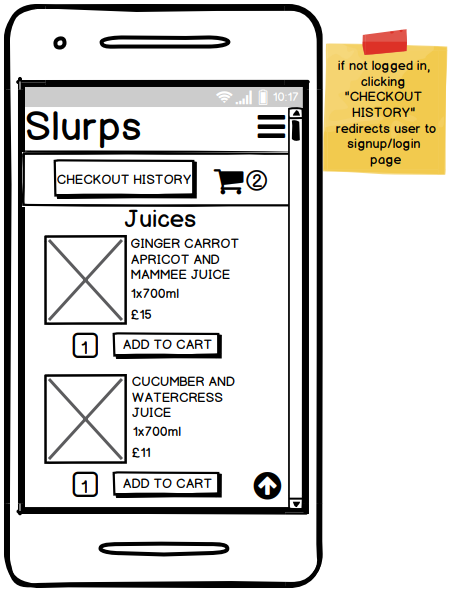 10:17
Slurps
CHECKOUT HISTORY
2
Juices
GINGER CARROT
APRICOT AND
MAMMEE JUICE
1x700ml
£15
1
ADD TO CART
CUCUMBER AND
WATERCRESS
JUICE
1x700ml
£11
1
ADD TO CART
if not logged in,
clicking
"CHECKOUT
HISTORY"
redirects user to
signup/login
page